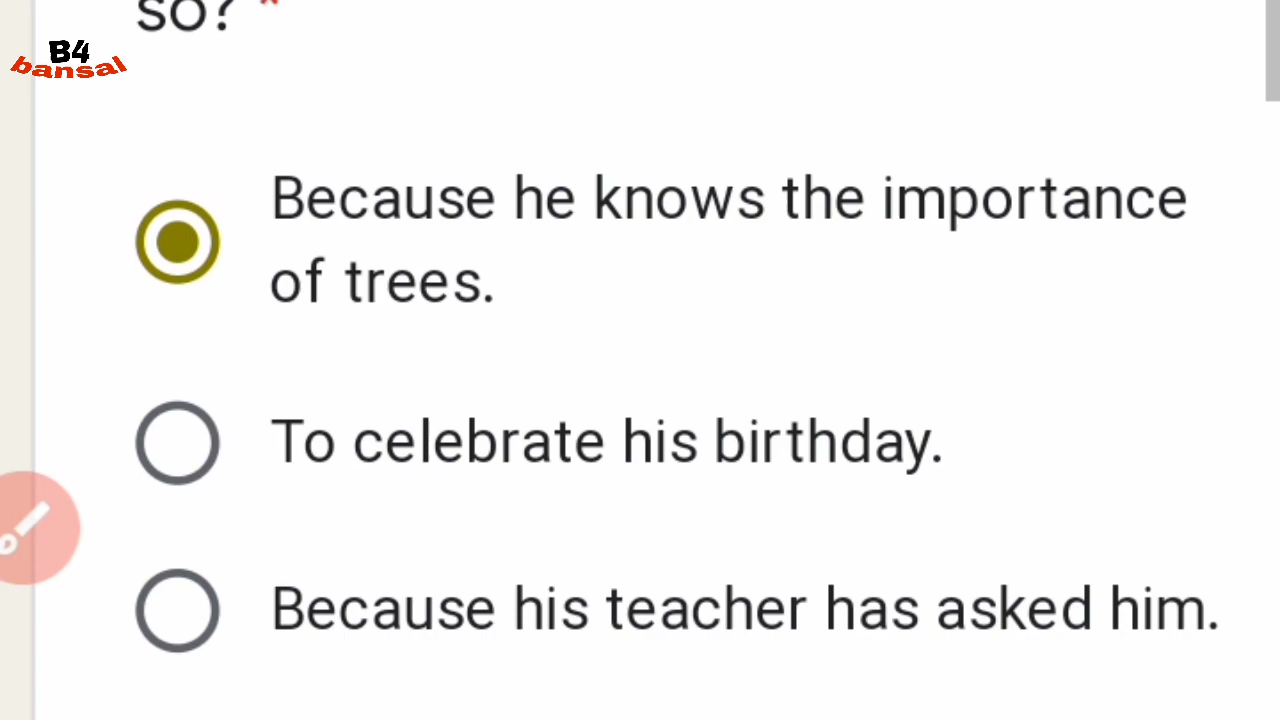 so? *
B4
bansal
Because he knows the importance
of trees.
To celebrate his birthday.
Because his teacher has asked him.